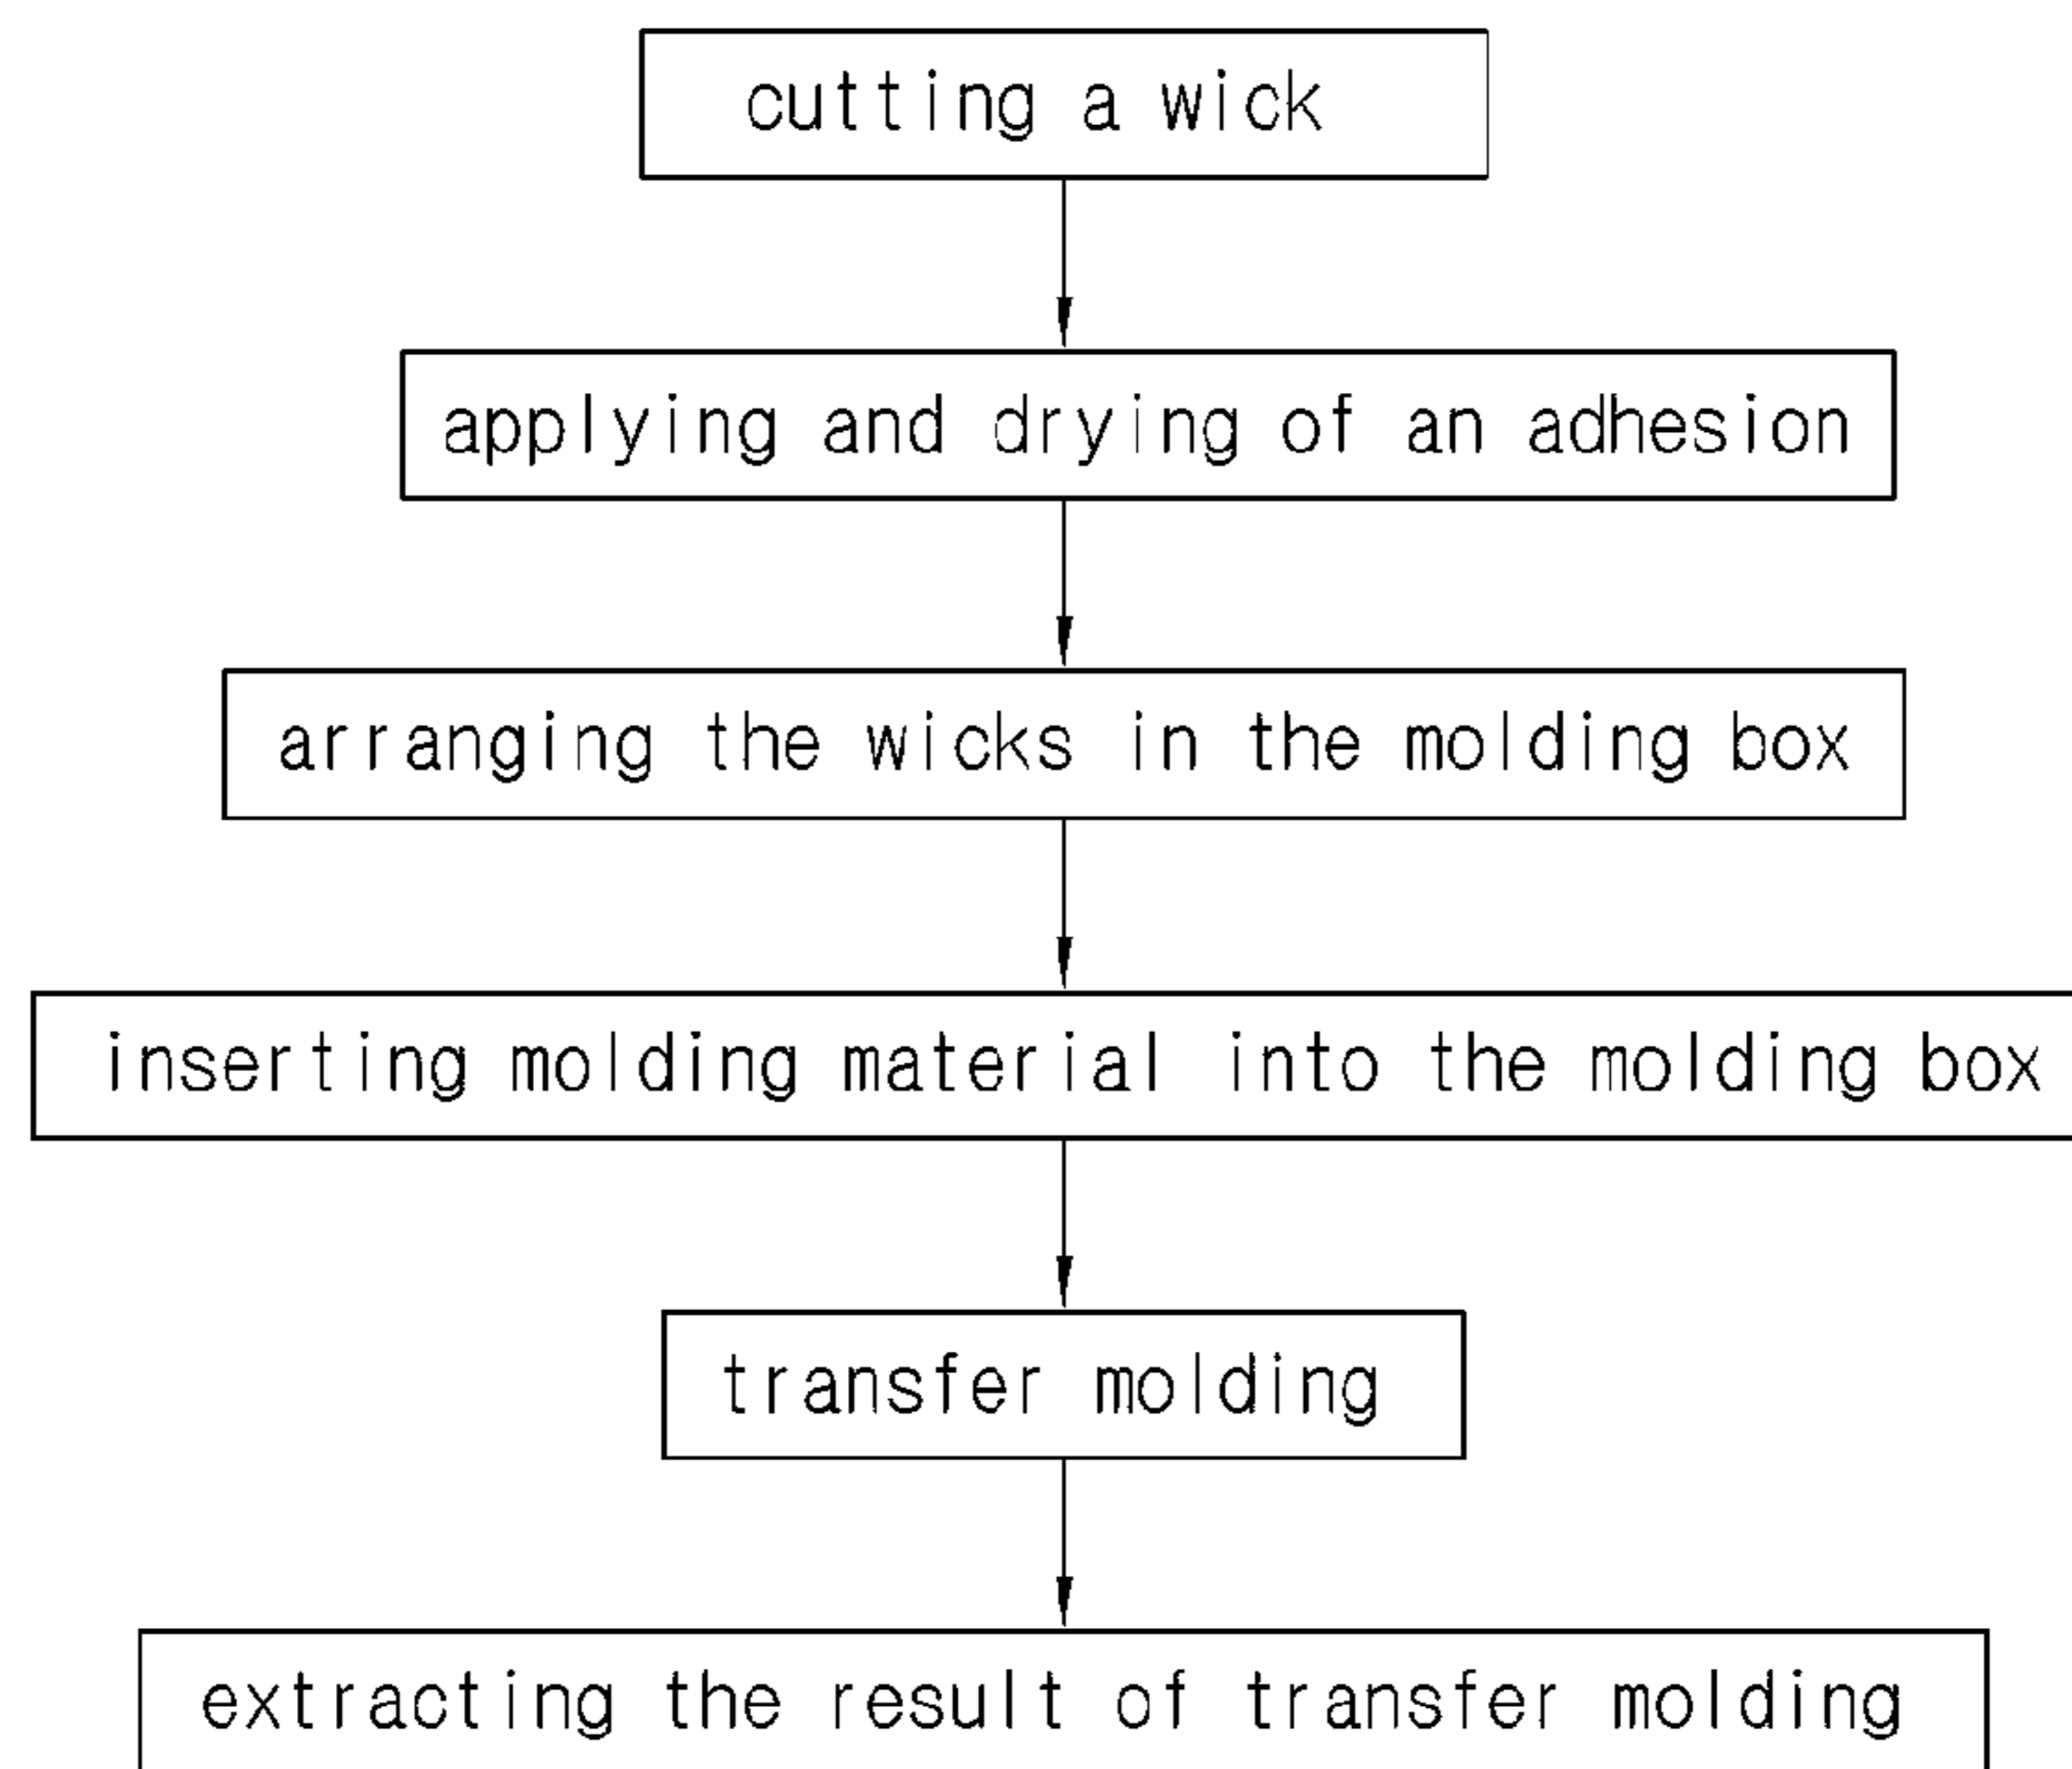 cutting a wick
applying and drying of an adhesion
arranging the wicks in the molding box
inserting molding material into the molding box
transfer molding
extracting the result of transfer molding